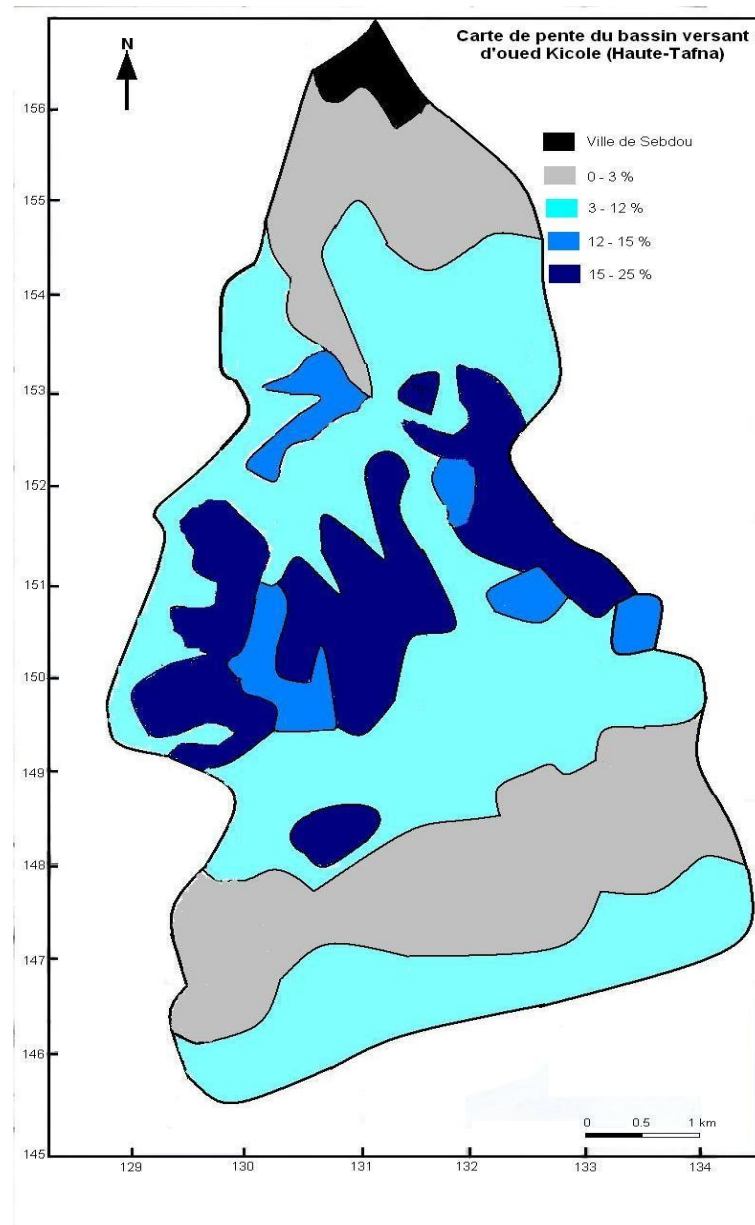 Carte de pente du bassin versant
d'oued Kicole (Haute-Tafna)
N
Ville de Sebdou
0 - 3 %
3 - 12 %
12 - 15 %
15 - 25 %
156
155
154
153
152
151
150
149
148
147
146
145
0 0.5 1 km
129 130 131 132 133 134